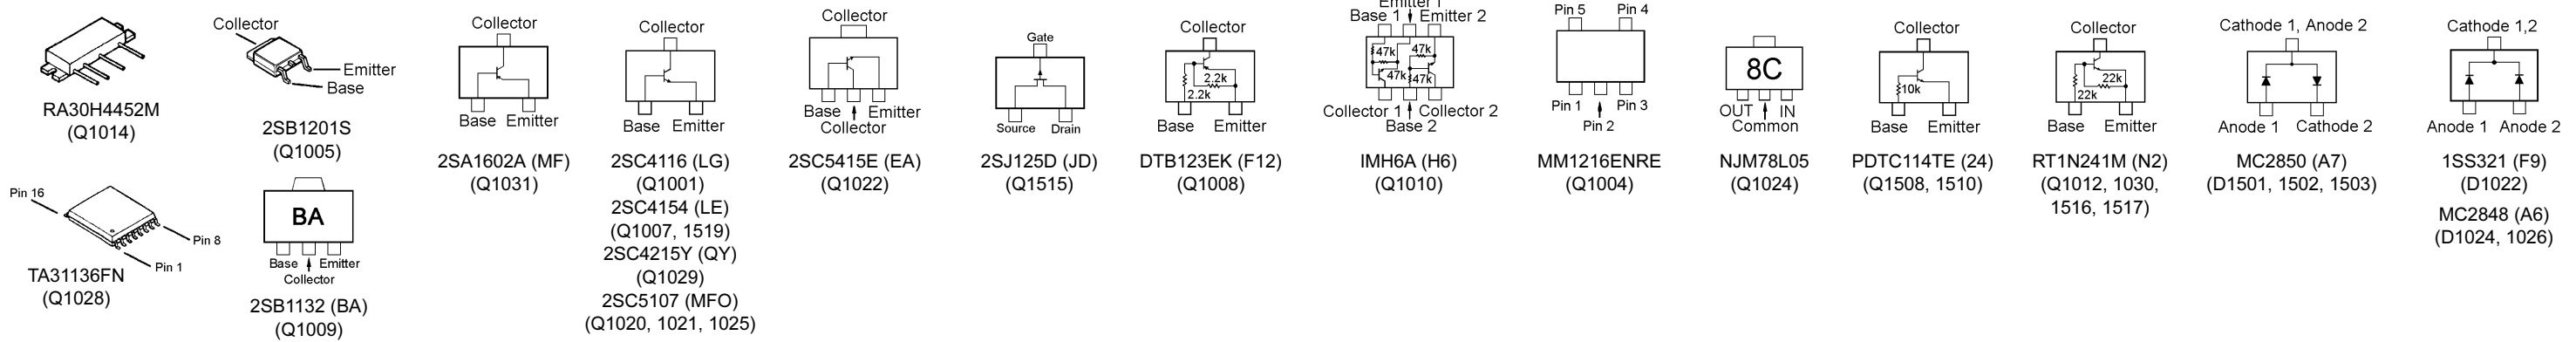 RA30H4452M
(Q1014)
Pin 16
Pin 8
Pin 1
TA31136FN
(Q1028)
Collector
Emitter
Base
2SB1201S
(Q1005)
BA
Base Emitter
Collector
2SB1132 (BA)
(Q1009)
Collector
Base Emitter
2SA1602A (MF)
(Q1031)
Collector
Base Emitter
2SC4116 (LG)
(Q1001)
2SC4154 (LE)
(Q1007, 1519)
2SC4215Y (QY)
(Q1029)
2SC5107 (MFO)
(Q1020, 1021, 1025)
Collector
Base Emitter
Collector
2SC5415E (EA)
(Q1022)
Gate
Source Drain
2SJ125D (JD)
(Q1515)
Collector
2.2k
2.2k
Base Emitter
DTB123EK (F12)
(Q1008)
Emitter 1
Base 1 Emitter 2
47k 47k
47k 47k
Collector 1 Collector 2
Base 2
IMH6A (H6)
(Q1010)
Pin 5 Pin 4
Pin 1 Pin 3
Pin 2
MM1216ENRE
(Q1004)
8C
OUT IN
Common
NJM78L05
(Q1024)
Collector
10k
Base Emitter
PDTC114TE (24)
(Q1508, 1510)
Collector
22k
22k
Base Emitter
RT1N241M (N2)
(Q1012, 1030,
1516, 1517)
Cathode 1, Anode 2
Anode 1 Cathode 2
MC2850 (A7)
(D1501, 1502, 1503)
Cathode 1,2
Anode 1 Anode 2
1SS321 (F9)
(D1022)
MC2848 (A6)
(D1024, 1026)